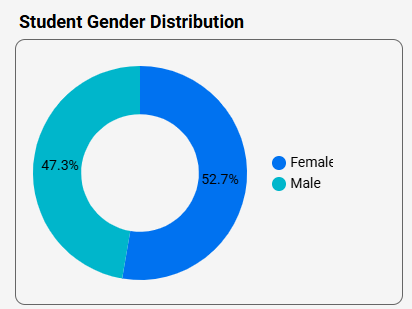 Student Gender Distribution
47.3%
52.7%
Female
Male